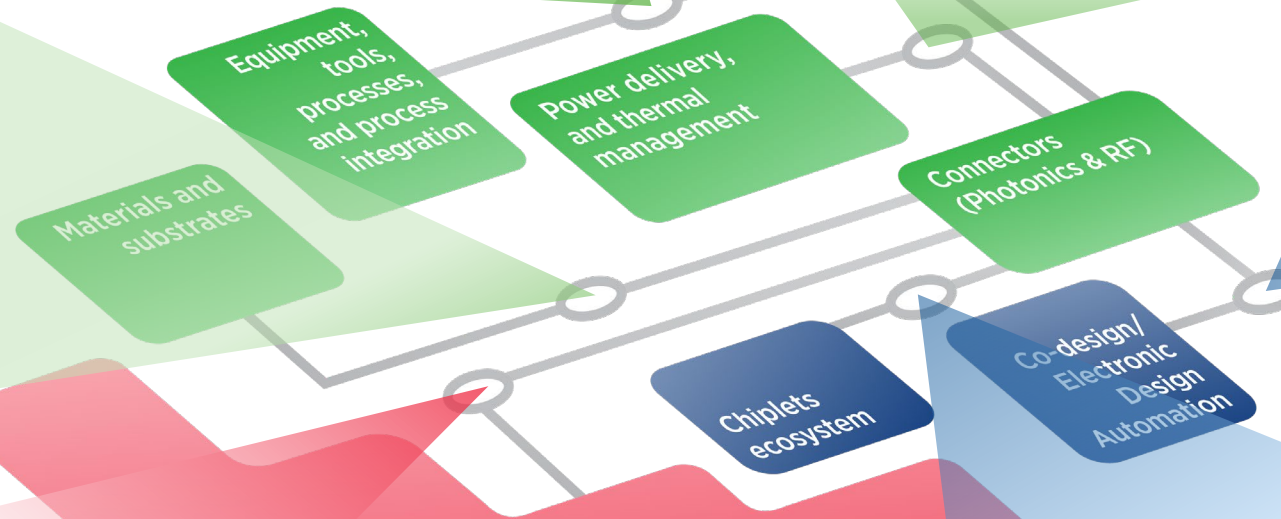 Equipment,
tools,
processes,
and process
integration
Power delivery,
and thermal
management
Connectors
(Photonics & RF)
Materials and
substrates
Chiplets
ecosystem
Co-design/
Electronic
Design
Automation